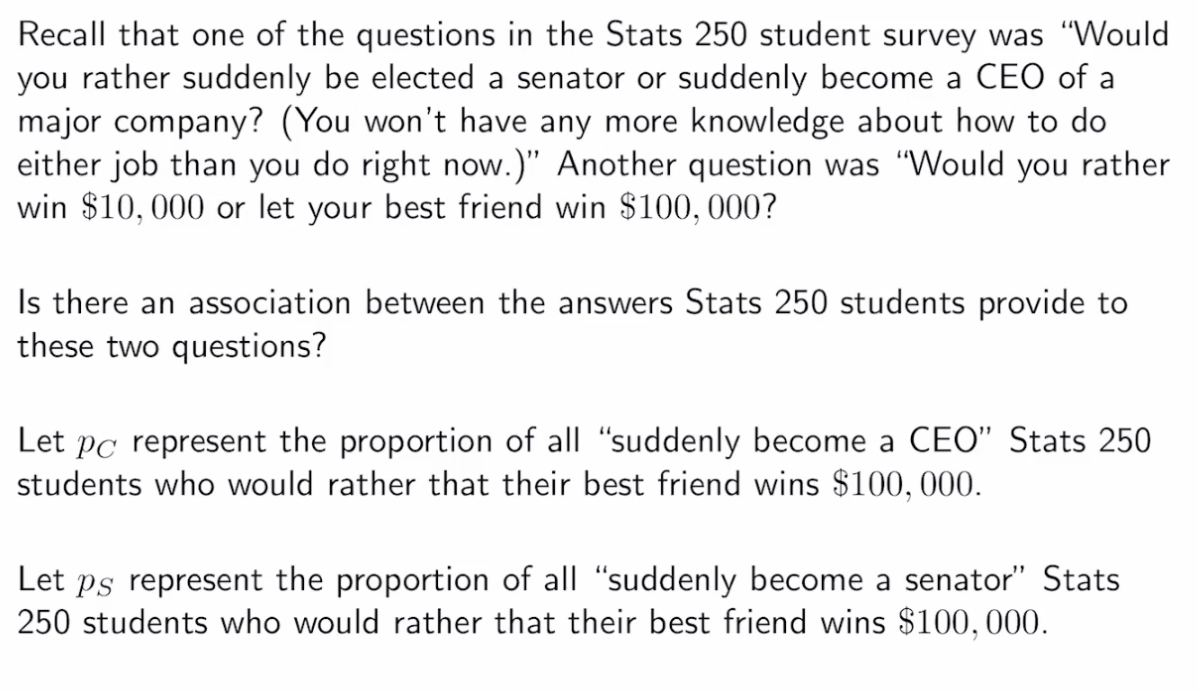 Recall that one of the questions in the Stats 250 student survey was “Would
you rather suddenly be elected a senator or suddenly become a CEO of a
major company? (You won't have any more knowledge about how to do
either job than you do right now.)” Another question was “Would you rather
win $10,000 or let your best friend win $100,000?
Is there an association between the answers Stats 250 students provide to
these two questions?
Let p_C represent the proportion of all “suddenly become a CEO” Stats 250
students who would rather that their best friend wins $100,000.
Let p_S represent the proportion of all “suddenly become a senator” Stats
250 students who would rather that their best friend wins $100,000.